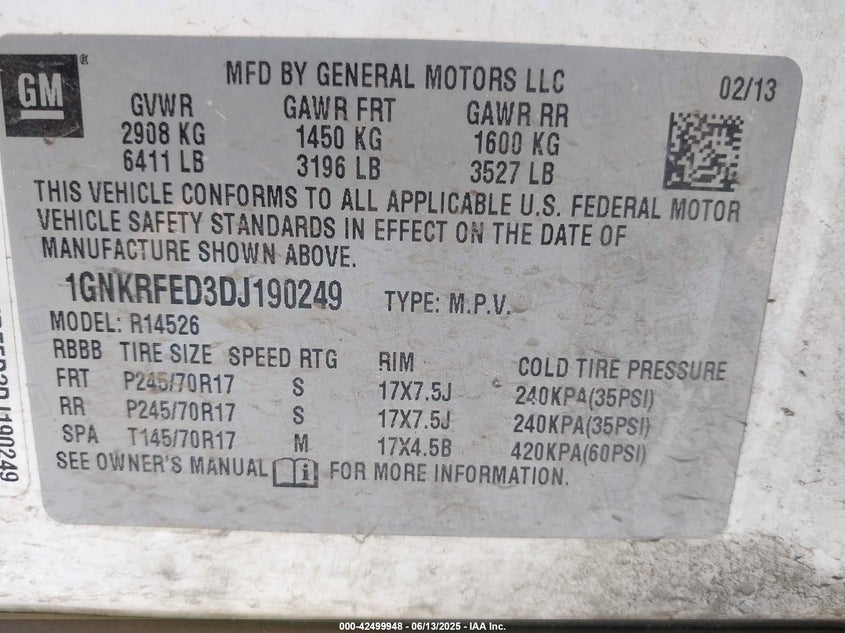 GM
®
MFD BY GENERAL MOTORS LLC 02/13
GVWR GAWR FRT GAWR RR
2908 KG 1450 KG 1600 KG
6411 LB 3196 LB 3527 LB
THIS VEHICLE CONFORMS TO ALL APPLICABLE U.S. FEDERAL MOTOR
VEHICLE SAFETY STANDARDS IN EFFECT ON THE DATE OF
MANUFACTURE SHOWN ABOVE.
1GNKRFED3DJ190249 TYPE: M.P.V.
MODEL: R14526
RBBB TIRE SIZE SPEED RTG RIM COLD TIRE PRESSURE
FRT P245/70R17 S 17X7.5J 240KPA(35PSI)
RR P245/70R17 S 17X7.5J 240KPA(35PSI)
SPA T145/70R17 M 17X4.5B 420KPA(60PSI)
SEE OWNER'S MANUAL i FOR MORE INFORMATION.
000-42499948 - 06/13/2025 - IAA Inc.